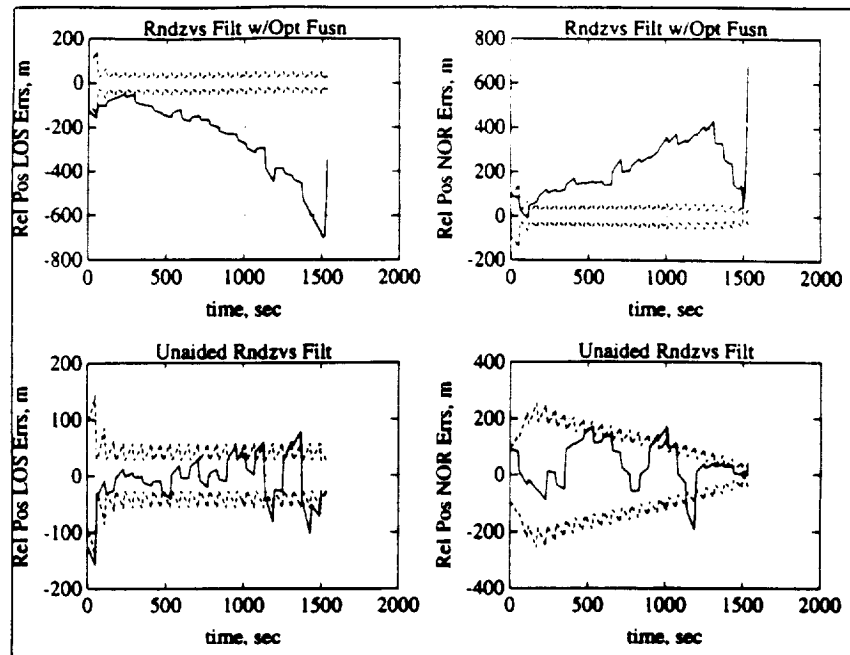 Rndzvs Filt w/Opt Fusn
Rel Pos LOS Errs, m
200
0
-200
-400
-600
-800
0 500 1000 1500 2000
time, sec
Rndzvs Filt w/Opt Fusn
Rel Pos NOR Errs, m
800
600
400
200
0
-200
0 500 1000 1500 2000
time, sec
Unaided Rndzvs Filt
Rel Pos LOS Errs, m
200
100
0
-100
-200
0 500 1000 1500 2000
time, sec
Unaided Rndzvs Filt
Rel Pos NOR Errs, m
400
200
0
-200
-400
0 500 1000 1500 2000
time, sec